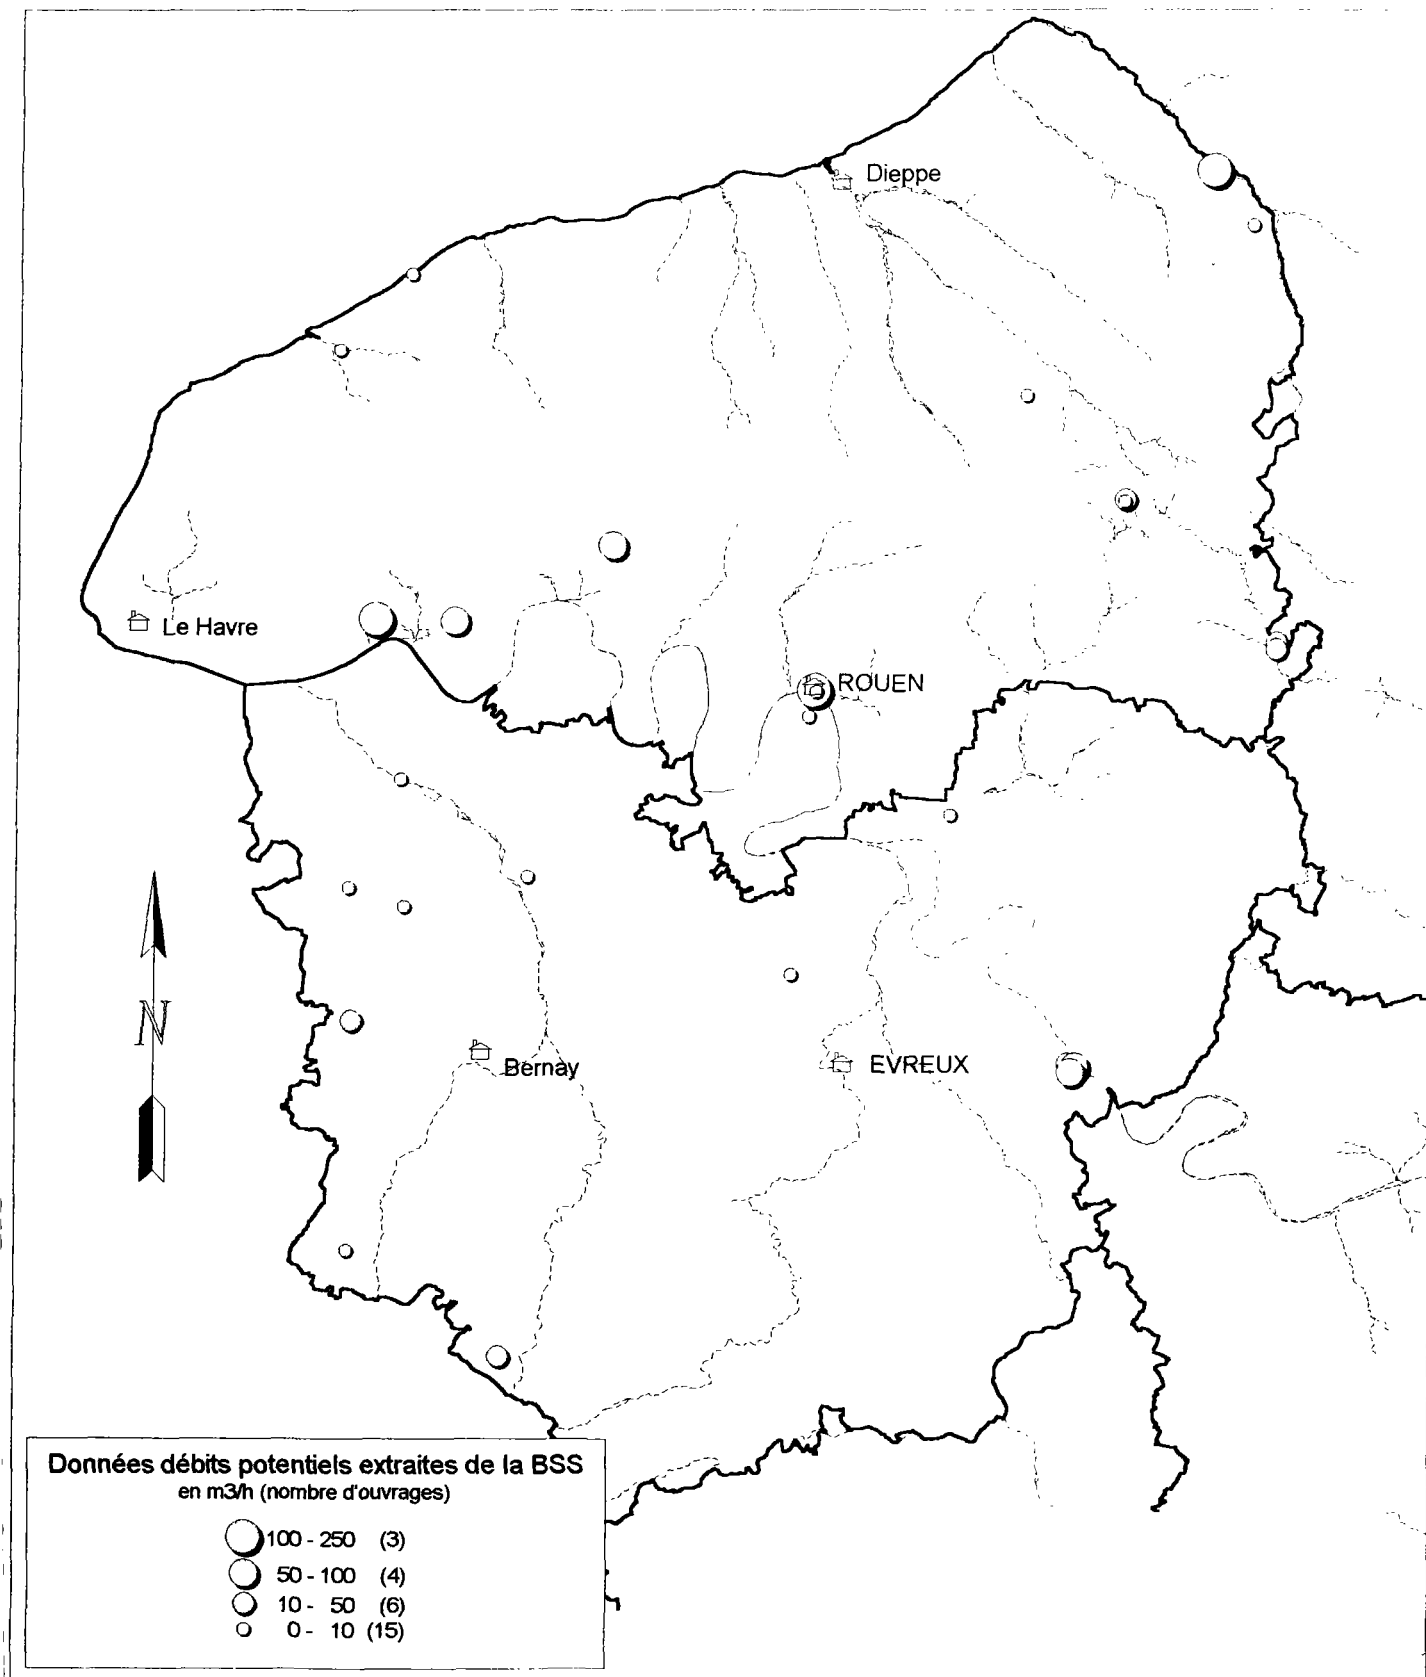 Dieppe
Le Havre
ROUEN
N
Bernay
EVREUX
Données débits potentiels extraites de la BSS
en m3/h (nombre d'ouvrages)
100 - 250 (3)
50 - 100 (4)
10 - 50 (6)
0 - 10 (15)